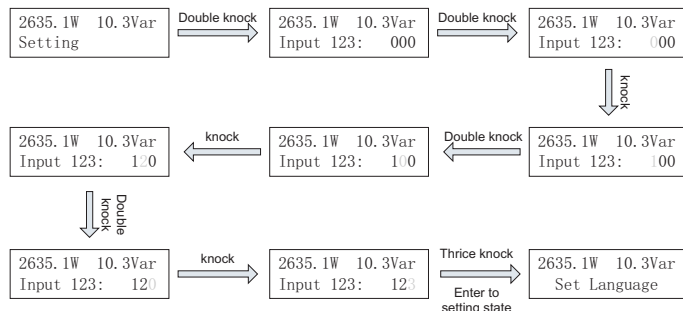 2635.1W 10.3Var
Setting
Double knock
2635.1W 10.3Var
Input 123: 000
Double knock
2635.1W 10.3Var
Input 123: 000
knock
2635.1W 10.3Var
Input 123: 100
Double knock
2635.1W 10.3Var
Input 123: 100
knock
2635.1W 10.3Var
Input 123: 120
Double
knock
2635.1W 10.3Var
Input 123: 120
knock
2635.1W 10.3Var
Input 123: 123
Thrice knock
Enter to
setting state
2635.1W 10.3Var
Set Language